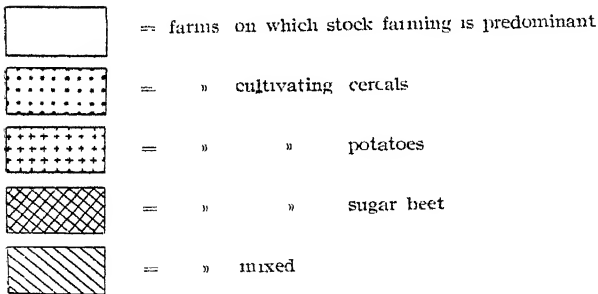 = farms on which stock farming is predominant
= " cultivating cereals
= " " potatoes
= " " sugar beet
= " mixed